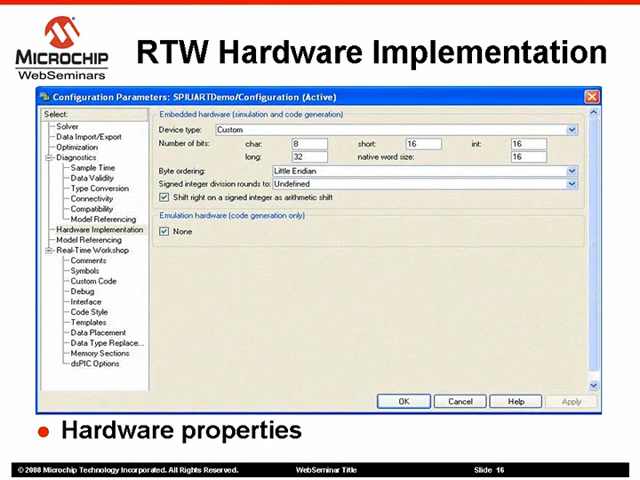 MICROCHIP
WebSeminars
RTW Hardware Implementation
Configuration Parameters: SPIUARTDemo/Configuration (Active)
Select:
Solver
Data Import/Export
Optimization
Diagnostics
Sample Time
Data Validity
Type Conversion
Connectivity
Compatibility
Model Referencing
Hardware Implementation
Model Referencing
Real-Time Workshop
Comments
Symbols
Custom Code
Debug
Interface
Code Style
Templates
Data Placement
Data Type Replace...
Memory Sections
dsPIC Options
Embedded hardware (simulation and code generation)
Device type: Custom
Number of bits: char: 8 short: 16 int: 16
long: 32 native word size: 16
Byte ordering: Little Endian
Signed integer division rounds to: Undefined
Shift right on a signed integer as arithmetic shift
Emulation hardware (code generation only)
None
OK Cancel Help Apply
• Hardware properties
© 2008 Microchip Technology Incorporated. All Rights Reserved. WebSeminar Title Slide 16